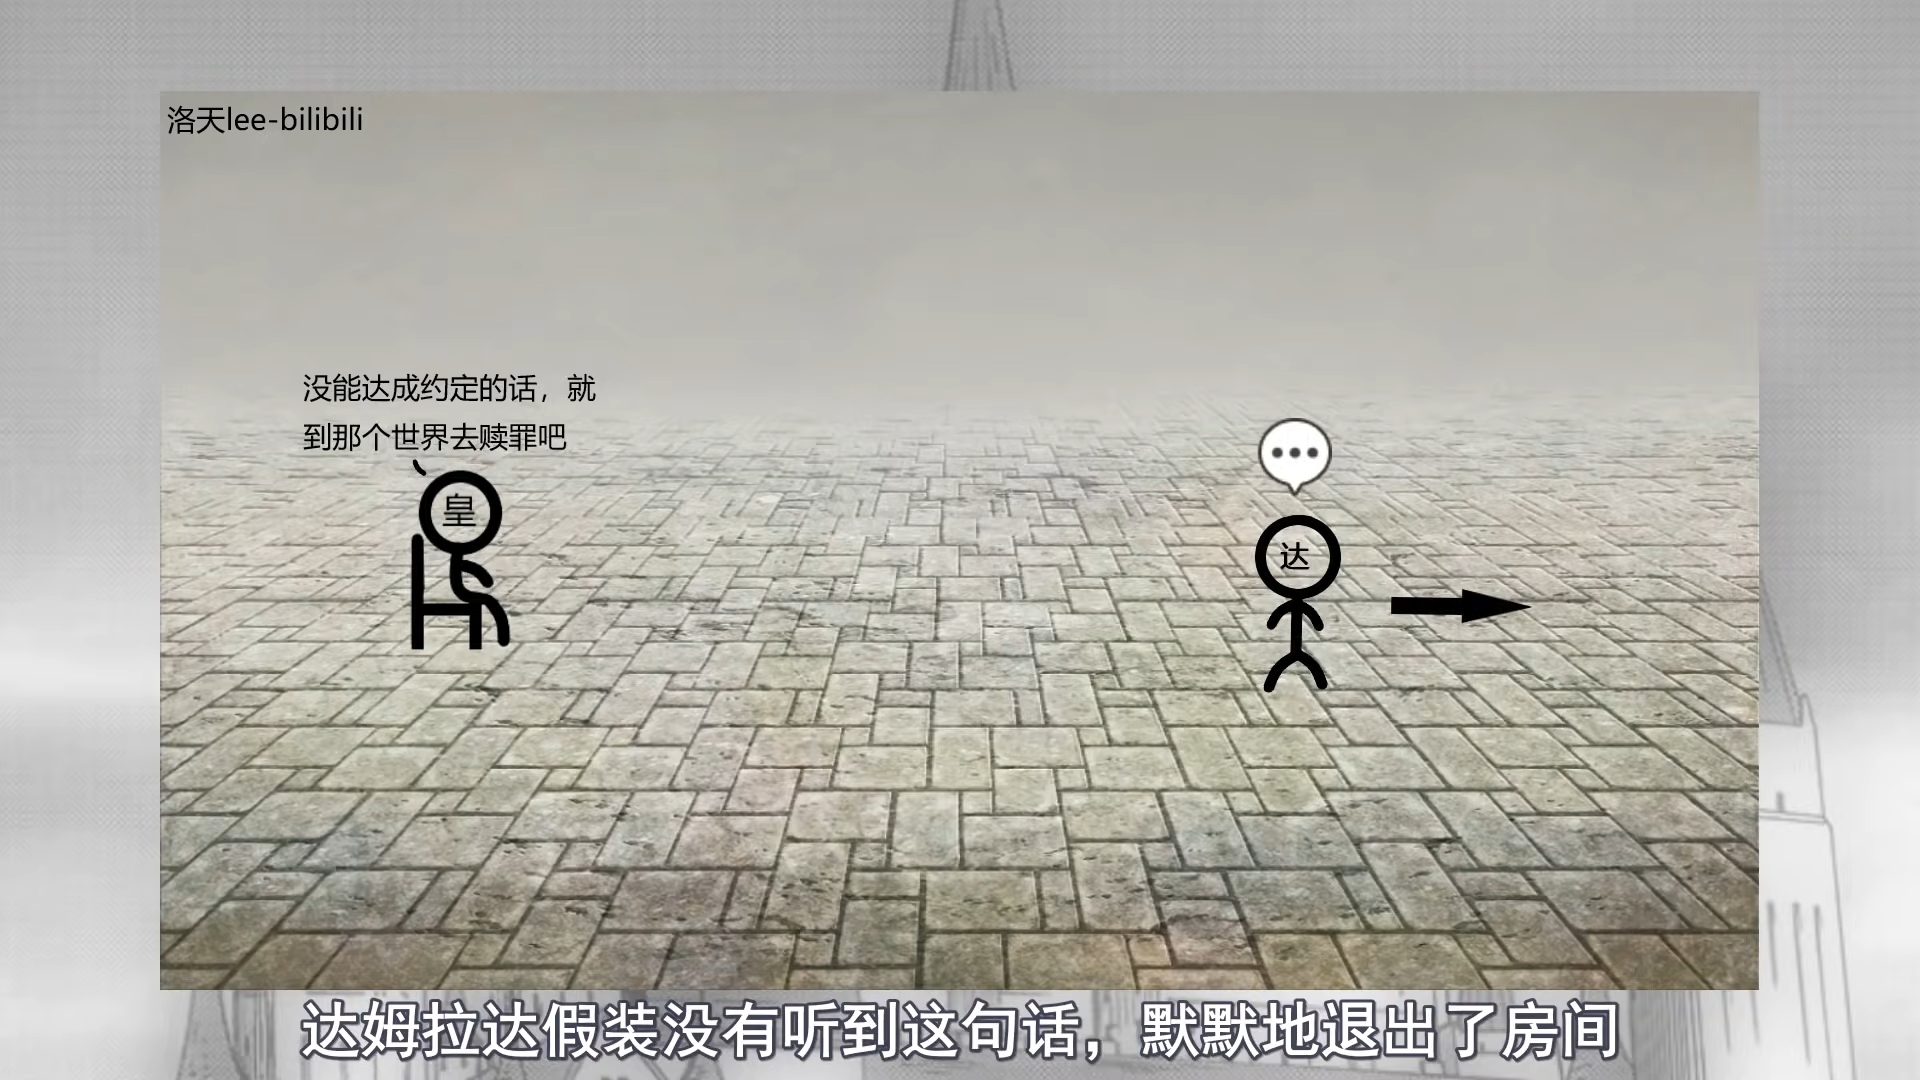 洛天lee-bilibili
没能达成约定的话，就
到那个世界去赎罪吧
皇
达
达姆拉达假装没有听到这句话，默默地退出了房间